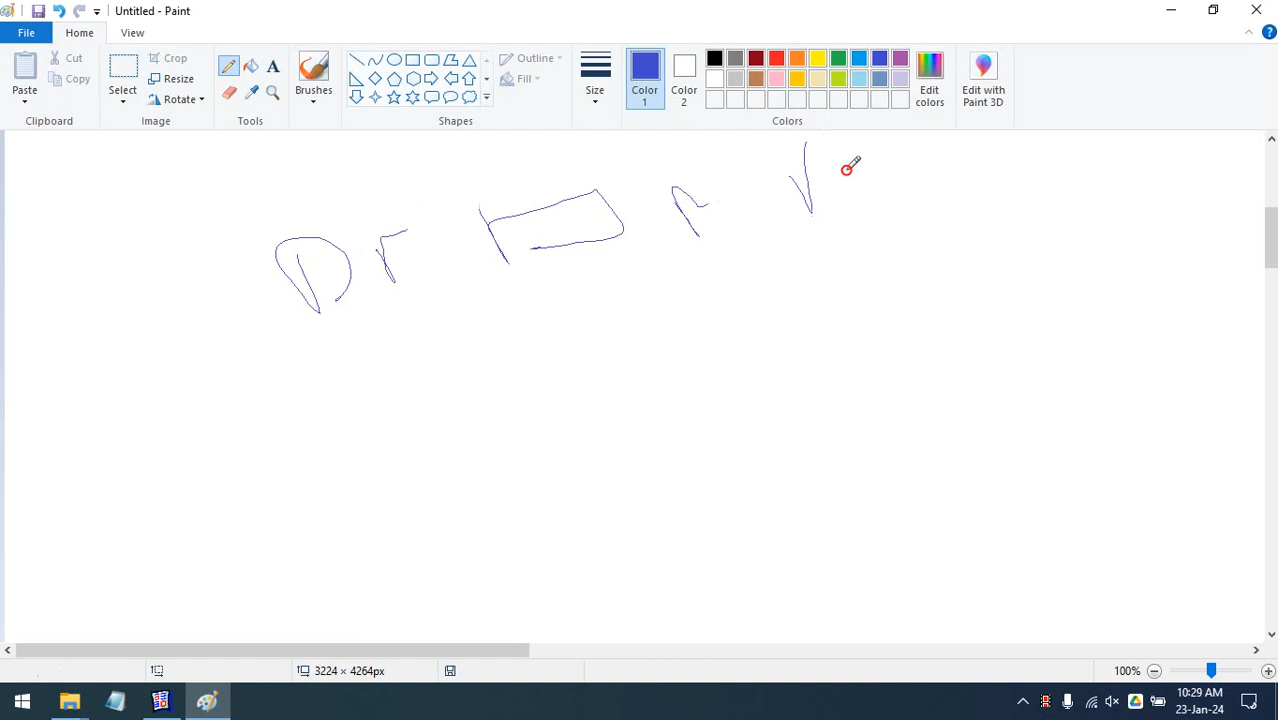 Untitled - Paint
File Home View
Paste Cut Copy Clipboard
Select Crop Resize Rotate Image
Tools
Brushes
Outline Fill Shapes
Size
Color 1 Color 2 Edit colors Colors
Edit with Paint 3D
Dr
3224 × 4264px 100%
10:29 AM
23-Jan-24